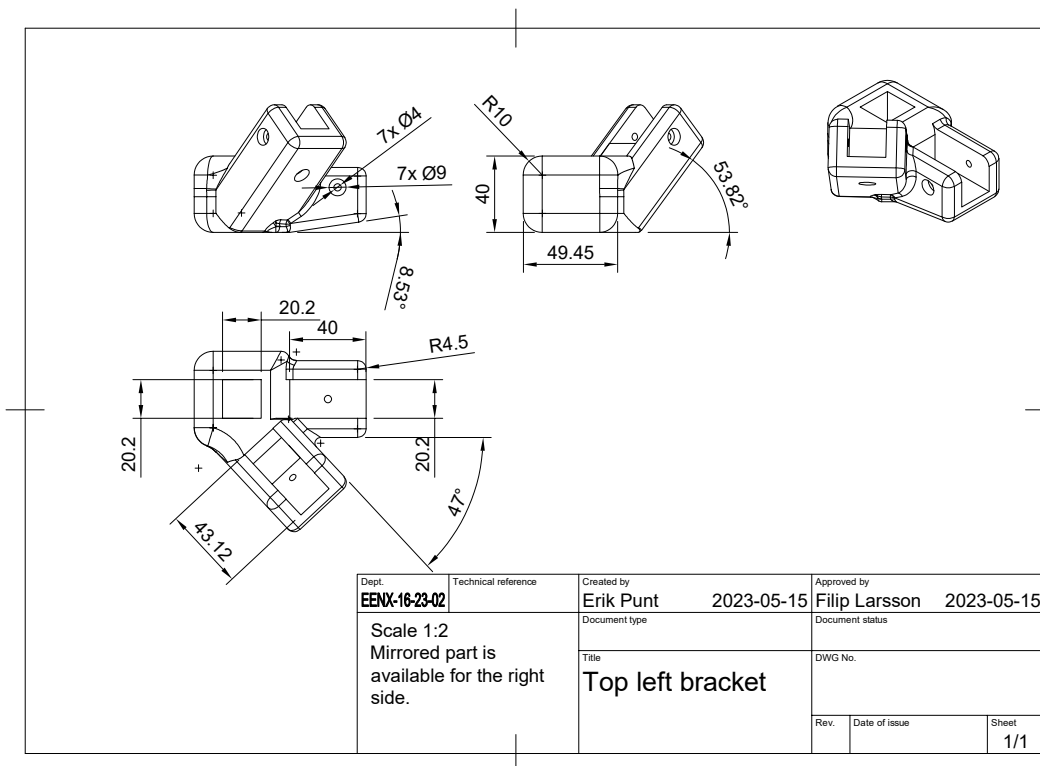 R10
7x Ø4
7x Ø9
40
53.82°
49.45
8.53°
20.2
40
R4.5
20.2
20.2
47°
43.12
Dept.
EENX-16-23-02
Technical reference
Created by
Erik Punt 2023-05-15
Approved by
Filip Larsson 2023-05-15
Scale 1:2
Mirrored part is
available for the right
side.
Document type
Document status
Title
Top left bracket
DWG No.
Rev.
Date of issue
Sheet
1/1